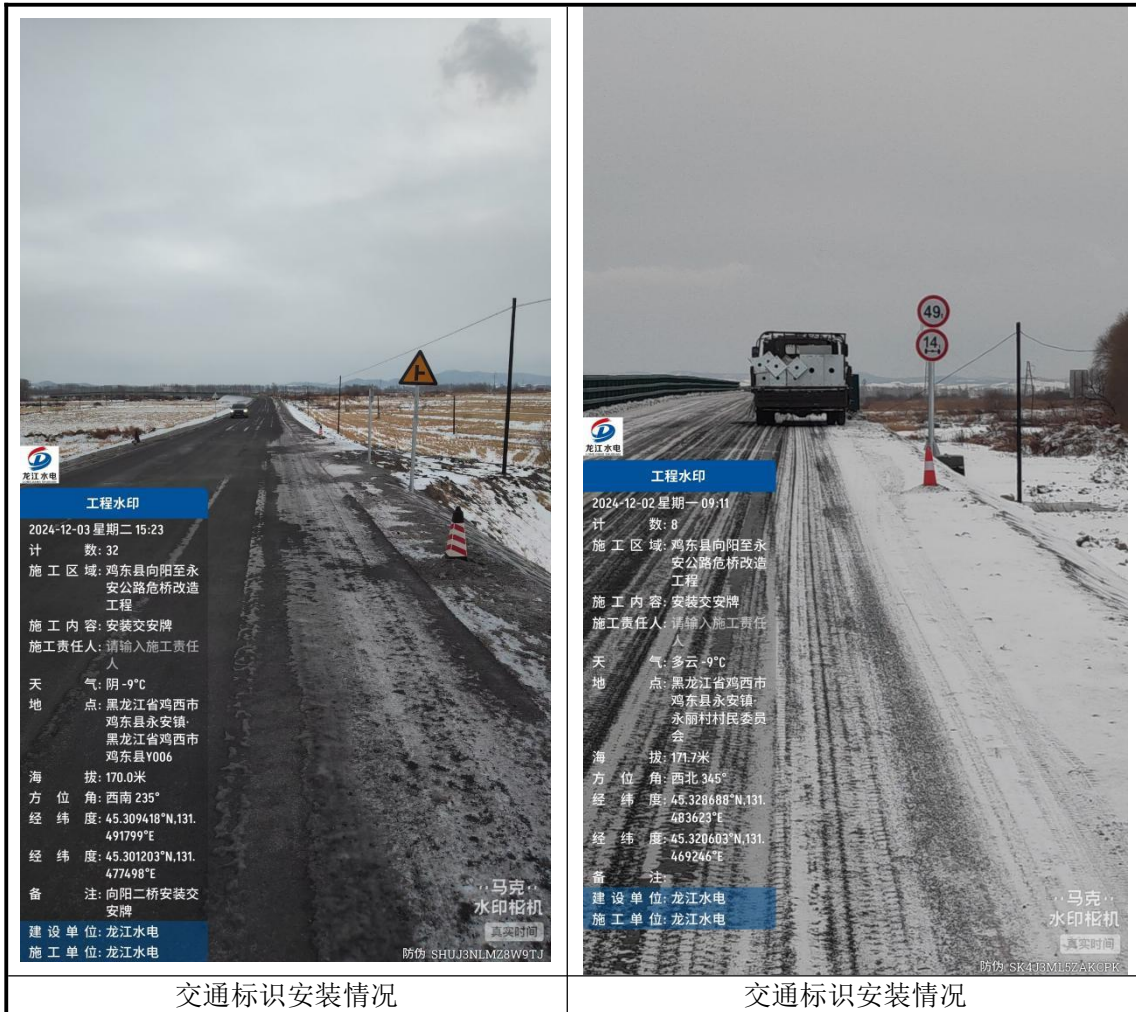 龙江水电
工程水印
2024-12-03 星期二 15:23
计 数: 32
施 工 区 域: 鸡东县向阳至永
安公路危桥改造
工程
施 工 内 容: 安装交安牌
施工责任人: 请输入施工责任
人
天 气: 阴 -9℃
地 点: 黑龙江省鸡西市
鸡东县永安镇·
黑龙江省鸡西市
鸡东县Y006
海 拔: 170.0米
方 位 角: 西南 235°
经 纬 度: 45.309418°N,131.
491799°E
经 纬 度: 45.301203°N,131.
477498°E
备 注: 向阳二桥安装交
安牌
建 设 单 位: 龙江水电
施 工 单 位: 龙江水电
马克
水印相机
真实时间
防伪 SHUJ3NLMZ8W9TJ
交通标识安装情况
49t
14t
龙江水电
工程水印
2024-12-02 星期一 09:11
计 数: 8
施 工 区 域: 鸡东县向阳至永
安公路危桥改造
工程
施 工 内 容: 安装交安牌
施工责任人: 请输入施工责任
人
天 气: 多云 -9℃
地 点: 黑龙江省鸡西市
鸡东县永安镇·
永丽村村民委员
会
海 拔: 171.7米
方 位 角: 西北 345°
经 纬 度: 45.328688°N,131.
483623°E
经 纬 度: 45.320603°N,131.
469246°E
备 注:
建 设 单 位: 龙江水电
施 工 单 位: 龙江水电
马克
水印相机
真实时间
防伪 SK4J3ML5ZAKCPK
交通标识安装情况